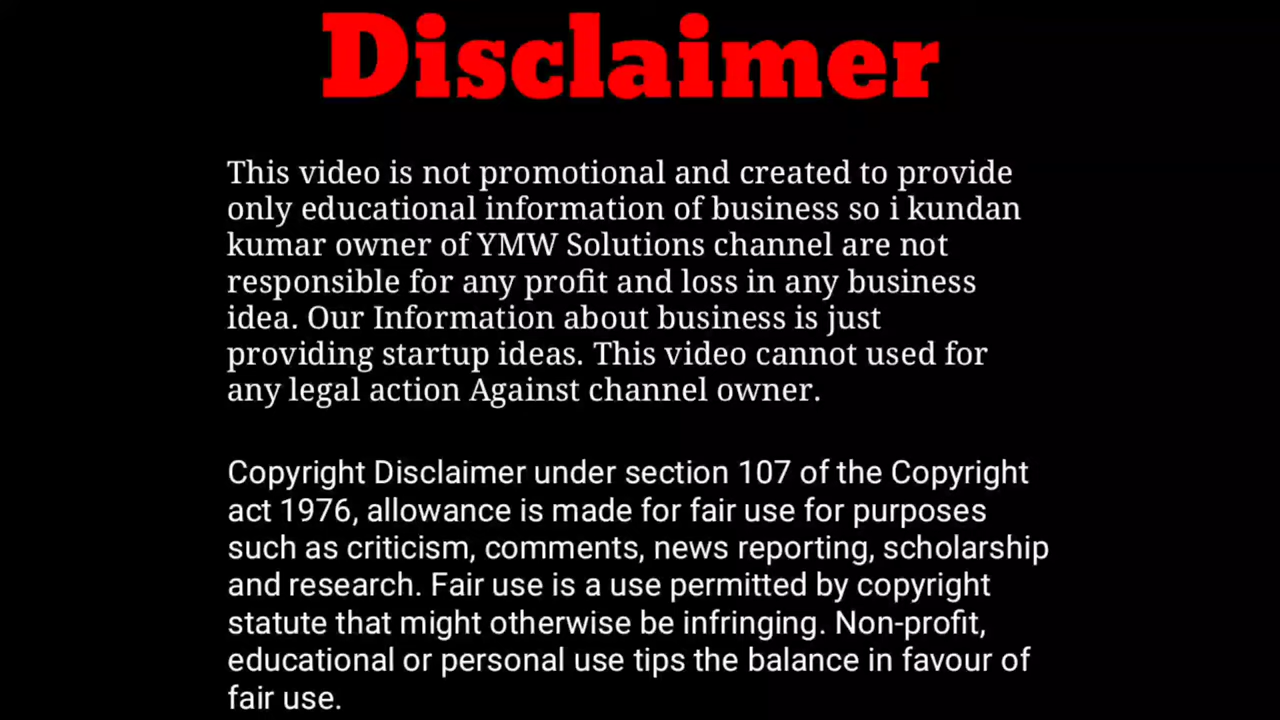 Disclaimer
This video is not promotional and created to provide
only educational information of business so i kundan
kumar owner of YMW Solutions channel are not
responsible for any profit and loss in any business
idea. Our Information about business is just
providing startup ideas. This video cannot used for
any legal action Against channel owner.
Copyright Disclaimer under section 107 of the Copyright
act 1976, allowance is made for fair use for purposes
such as criticism, comments, news reporting, scholarship
and research. Fair use is a use permitted by copyright
statute that might otherwise be infringing. Non-profit,
educational or personal use tips the balance in favour of
fair use.